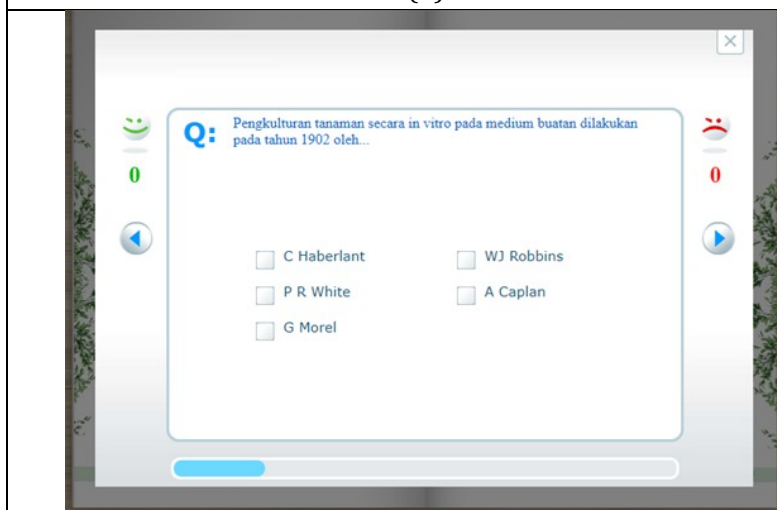 Q:
Pengkulturan tanaman secara in vitro pada medium buatan dilakukan
pada tahun 1902 oleh...
0
0
C Haberlant
WJ Robbins
P R White
A Caplan
G Morel